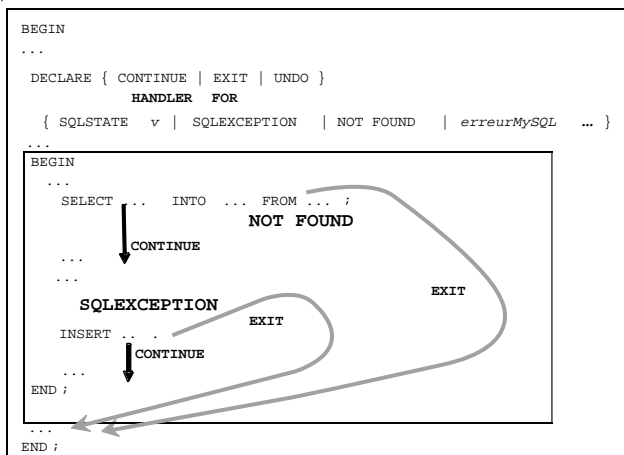 BEGIN
...
DECLARE { CONTINUE | EXIT | UNDO }
HANDLER FOR
{ SQLSTATE v | SQLEXCEPTION | NOT FOUND | erreurMySQL … }
...
BEGIN
...
SELECT ... INTO ... FROM ... ;
NOT FOUND
CONTINUE
...
...
EXIT
SQLEXCEPTION
EXIT
INSERT .. .
CONTINUE
...
END ;
...
END ;